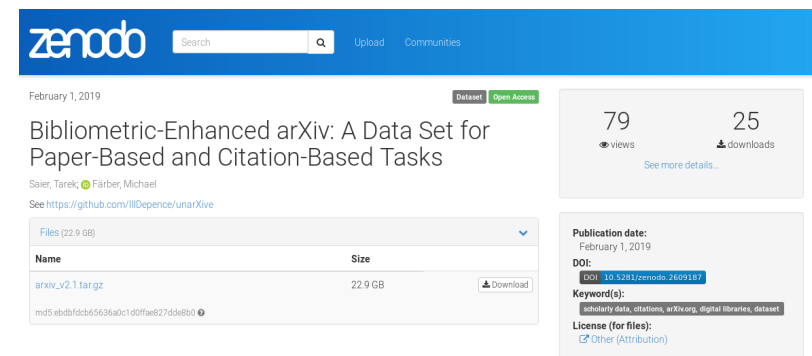 zenodo
Search
Upload
Communities
February 1, 2019
Dataset
Open Access
Bibliometric-Enhanced arXiv: A Data Set for
Paper-Based and Citation-Based Tasks
Saier, Tarek; Färber, Michael
See https://github.com/IllDepence/unarXive
Files (22.9 GB)
Name Size
arxiv_v2.1.tar.gz 22.9 GB Download
md5:ebdbfdcb65636a0c1d0ffae827dde8b0
79
views
25
downloads
See more details...
Publication date:
February 1, 2019
DOI:
DOI 10.5281/zenodo.2609187
Keyword(s):
scholarly data, citations, arXiv.org, digital libraries, dataset
License (for files):
Other (Attribution)